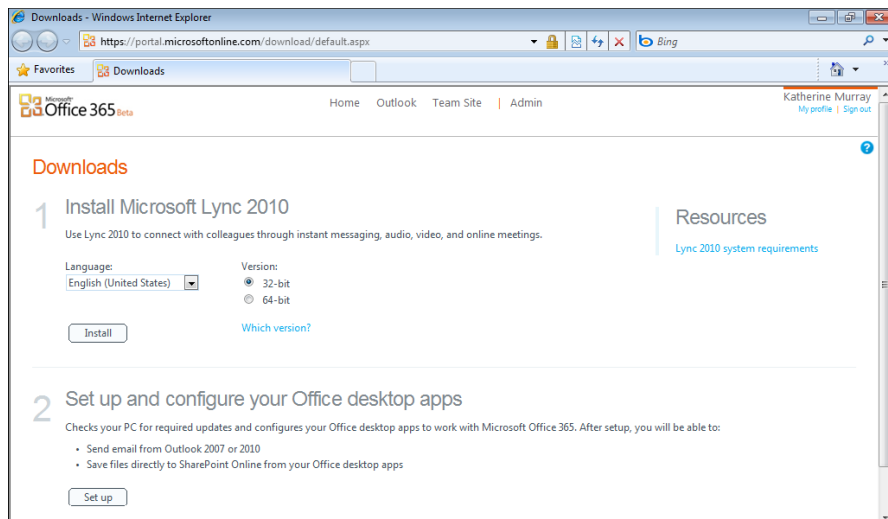 Downloads - Windows Internet Explorer
https://portal.microsoftonline.com/download/default.aspx
Bing
Favorites
Downloads
Microsoft
Office 365 Beta
Home Outlook Team Site | Admin
Katherine Murray
My profile | Sign out
Downloads
1 Install Microsoft Lync 2010
Use Lync 2010 to connect with colleagues through instant messaging, audio, video, and online meetings.
Language:
English (United States)
Version:
32-bit
64-bit
Which version?
Install
Resources
Lync 2010 system requirements
2 Set up and configure your Office desktop apps
Checks your PC for required updates and configures your Office desktop apps to work with Microsoft Office 365. After setup, you will be able to:
• Send email from Outlook 2007 or 2010
• Save files directly to SharePoint Online from your Office desktop apps
Set up